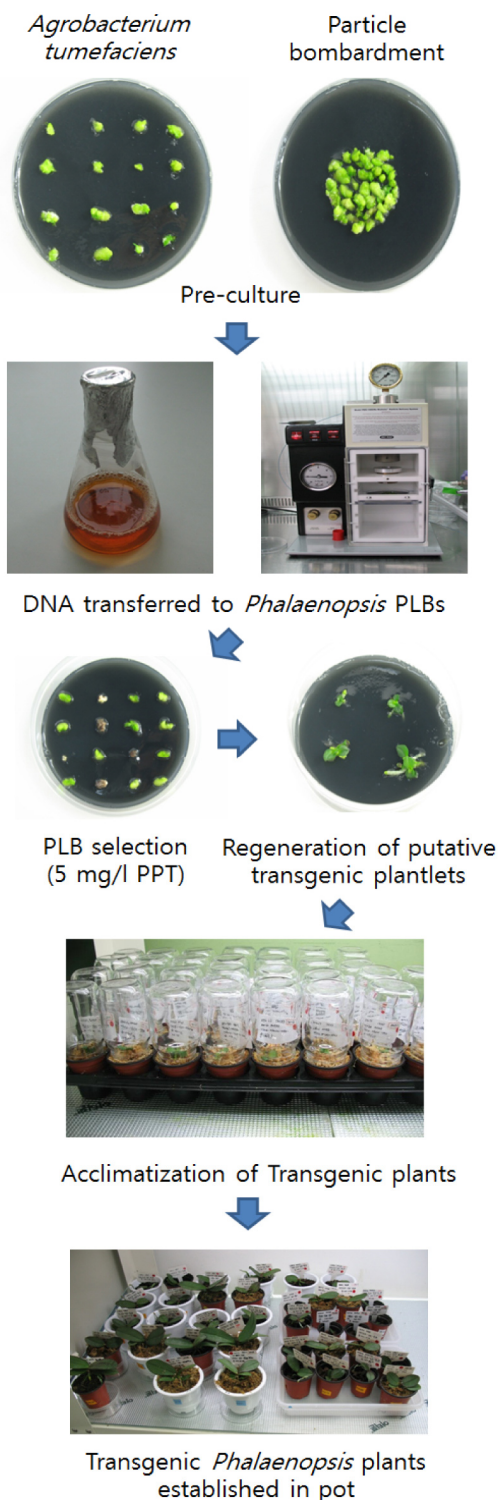 Agrobacterium
tumefaciens
Particle
bombardment
Pre-culture
DNA transferred to Phalaenopsis PLBs
PLB selection
(5 mg/l PPT)
Regeneration of putative
transgenic plantlets
Acclimatization of Transgenic plants
Transgenic Phalaenopsis plants
established in pot